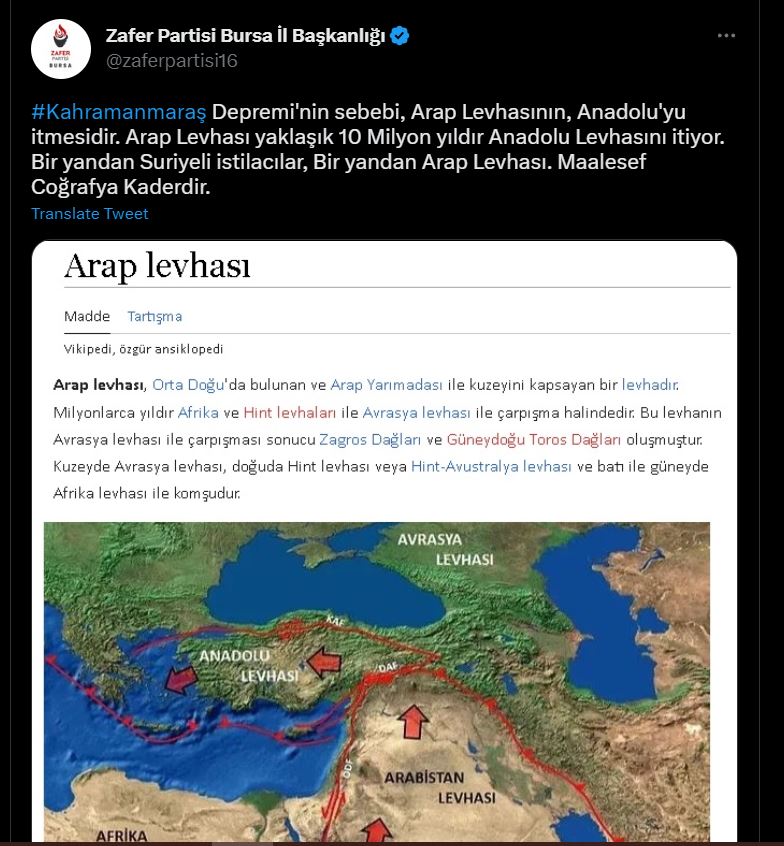 Zafer Partisi Bursa İl Başkanlığı
@zaferpartisi16
ZAFER
PARTİSİ
BURSA
#Kahramanmaraş Depremi'nin sebebi, Arap Levhasının, Anadolu'yu
itmesidir. Arap Levhası yaklaşık 10 Milyon yıldır Anadolu Levhasını itiyor.
Bir yandan Suriyeli istilacılar, Bir yandan Arap Levhası. Maalesef
Coğrafya Kaderdir.
Translate Tweet
Arap levhası
Madde Tartışma
Vikipedi, özgür ansiklopedi
Arap levhası, Orta Doğu'da bulunan ve Arap Yarımadası ile kuzeyini kapsayan bir levhadır.
Milyonlarca yıldır Afrika ve Hint levhaları ile Avrasya levhası ile çarpışma halindedir. Bu levhanın
Avrasya levhası ile çarpışması sonucu Zagros Dağları ve Güneydoğu Toros Dağları oluşmuştur.
Kuzeyde Avrasya levhası, doğuda Hint levhası veya Hint-Avustralya levhası ve batı ile güneyde
Afrika levhası ile komşudur.
AVRASYA
LEVHASI
KAF
ANADOLU
LEVHASI
DAF
ODF
ARABİSTAN
LEVHASI
AFRİKA